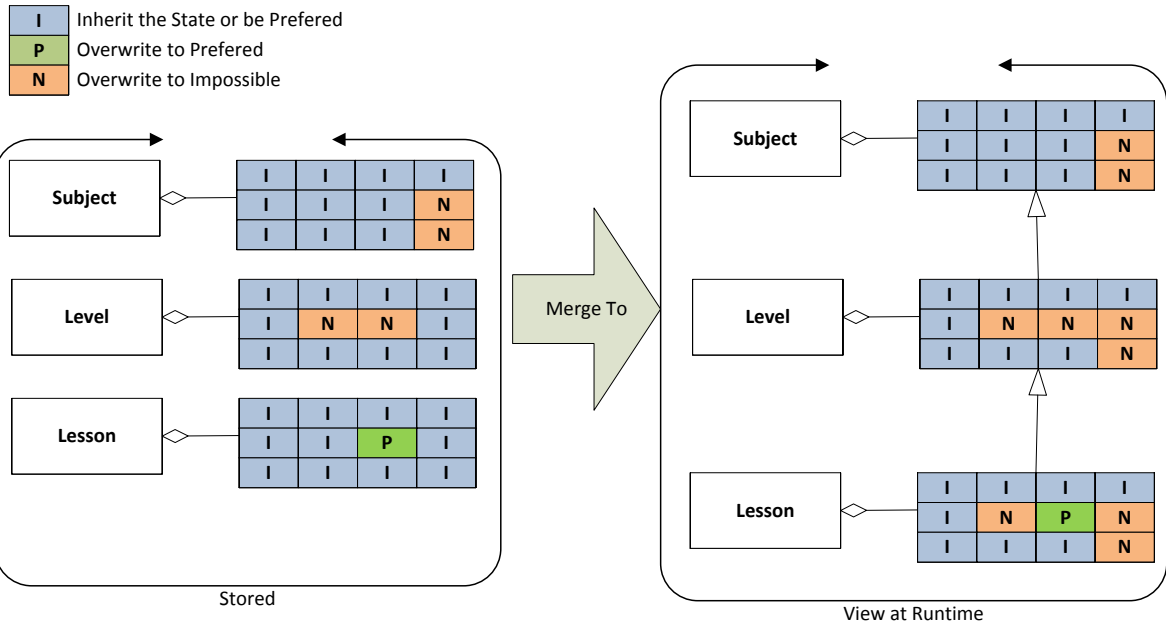 I Inherit the State or be Prefered
P Overwrite to Prefered
N Overwrite to Impossible
Subject
I I I I
I I I N
I I I N
Level
I I I I
I N N I
I I I I
Lesson
I I I I
I I P I
I I I I
Stored
Merge To
Subject
I I I I
I I I N
I I I N
Level
I I I I
I N N N
I I I N
Lesson
I I I I
I N P N
I I I N
View at Runtime